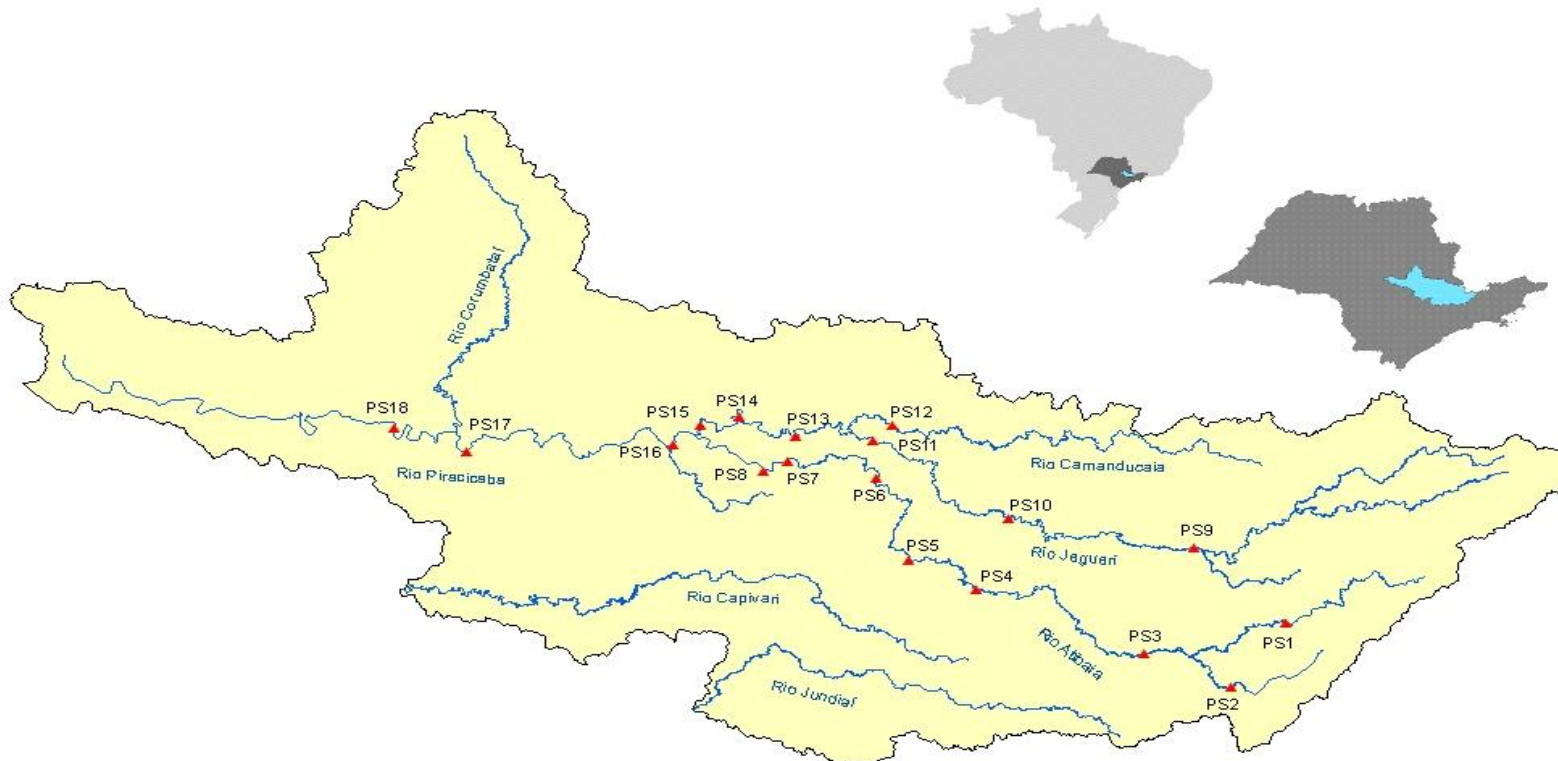 Rio Corumbataí
PS18
PS17
Rio Piracicaba
PS16
PS15
PS14
PS13
PS12
PS11
Rio Camanducaia
PS8
PS7
PS6
PS10
PS9
Rio Jaguari
PS5
PS4
Rio Capivari
Rio Atibaia
PS3
PS1
PS2
Rio Jundiaí